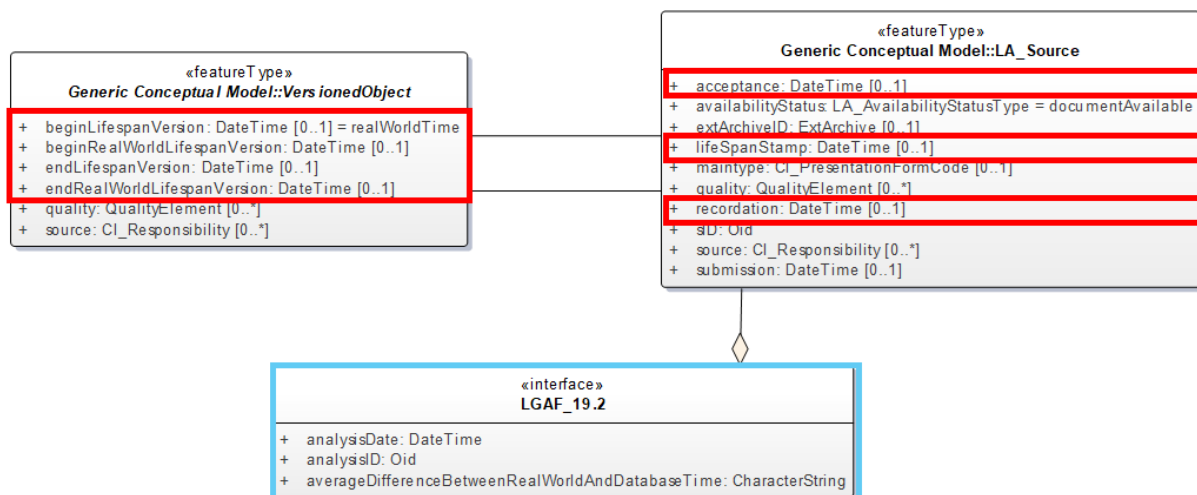 «featureType»
Generic Conceptual Model::VersionedObject
+ beginLifespanVersion: DateTime [0..1] = realWorldTime
+ beginRealWorldLifespanVersion: DateTime [0..1]
+ endLifespanVersion: DateTime [0..1]
+ endRealWorldLifespanVersion: DateTime [0..1]
+ quality: QualityElement [0..*]
+ source: CI_Responsibility [0..*]
«featureType»
Generic Conceptual Model::LA_Source
+ acceptance: DateTime [0..1]
+ availabilityStatus: LA_AvailabilityStatusType = documentAvailable
+ extArchiveID: ExtArchive [0..1]
+ lifeSpanStamp: DateTime [0..1]
+ maintype: CI_PresentationFormCode [0..1]
+ quality: QualityElement [0..*]
+ recordation: DateTime [0..1]
+ sID: Oid
+ source: CI_Responsibility [0..*]
+ submission: DateTime [0..1]
«interface»
LGAF_19.2
+ analysisDate: DateTime
+ analysisID: Oid
+ averageDifferenceBetweenRealWorldAndDatabaseTime: CharacterString